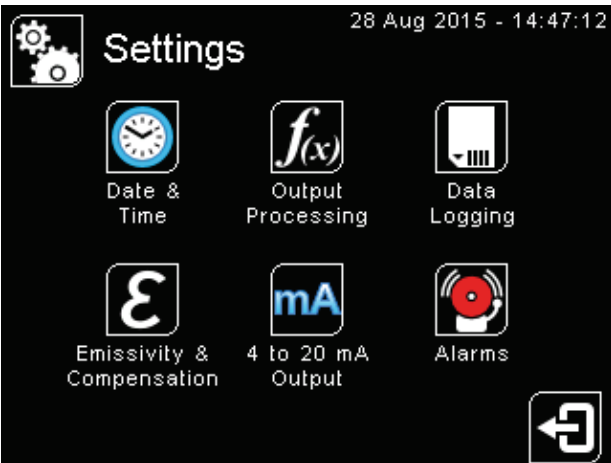 28 Aug 2015 - 14:47:12
Settings
f(x)
Date &
Time
Output
Processing
Data
Logging
Ɛ
mA
Emissivity &
Compensation
4 to 20 mA
Output
Alarms